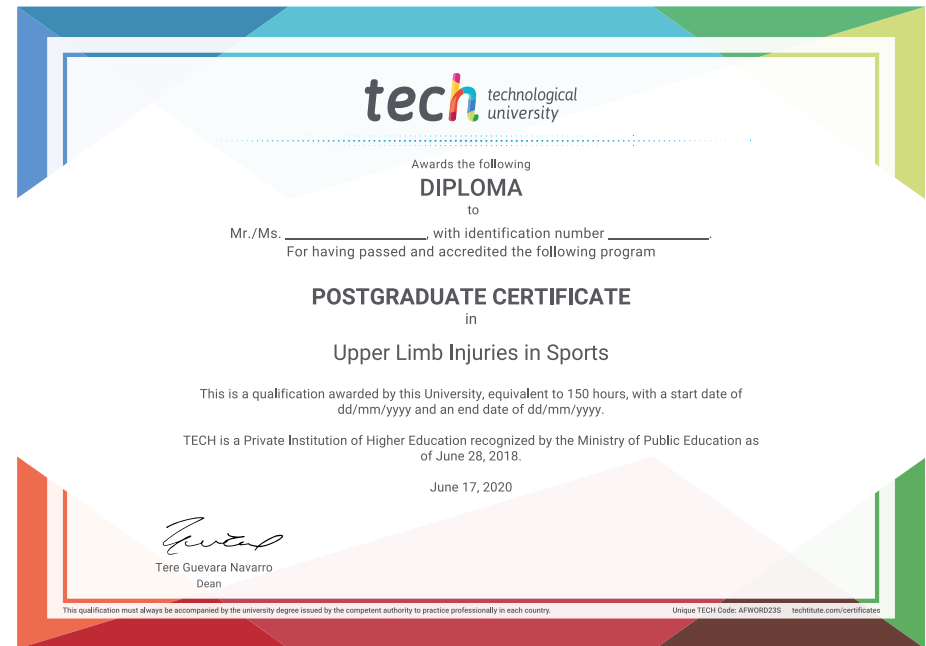 tech technological
university
Awards the following
DIPLOMA
to
Mr./Ms. ____________________, with identification number ______________.
For having passed and accredited the following program
POSTGRADUATE CERTIFICATE
in
Upper Limb Injuries in Sports
This is a qualification awarded by this University, equivalent to 150 hours, with a start date of
dd/mm/yyyy and an end date of dd/mm/yyyy.
TECH is a Private Institution of Higher Education recognized by the Ministry of Public Education as
of June 28, 2018.
June 17, 2020
Tere Guevara Navarro
Dean
This qualification must always be accompanied by the university degree issued by the competent authority to practice professionally in each country. Unique TECH Code: AFWORD23S techtitute.com/certificates